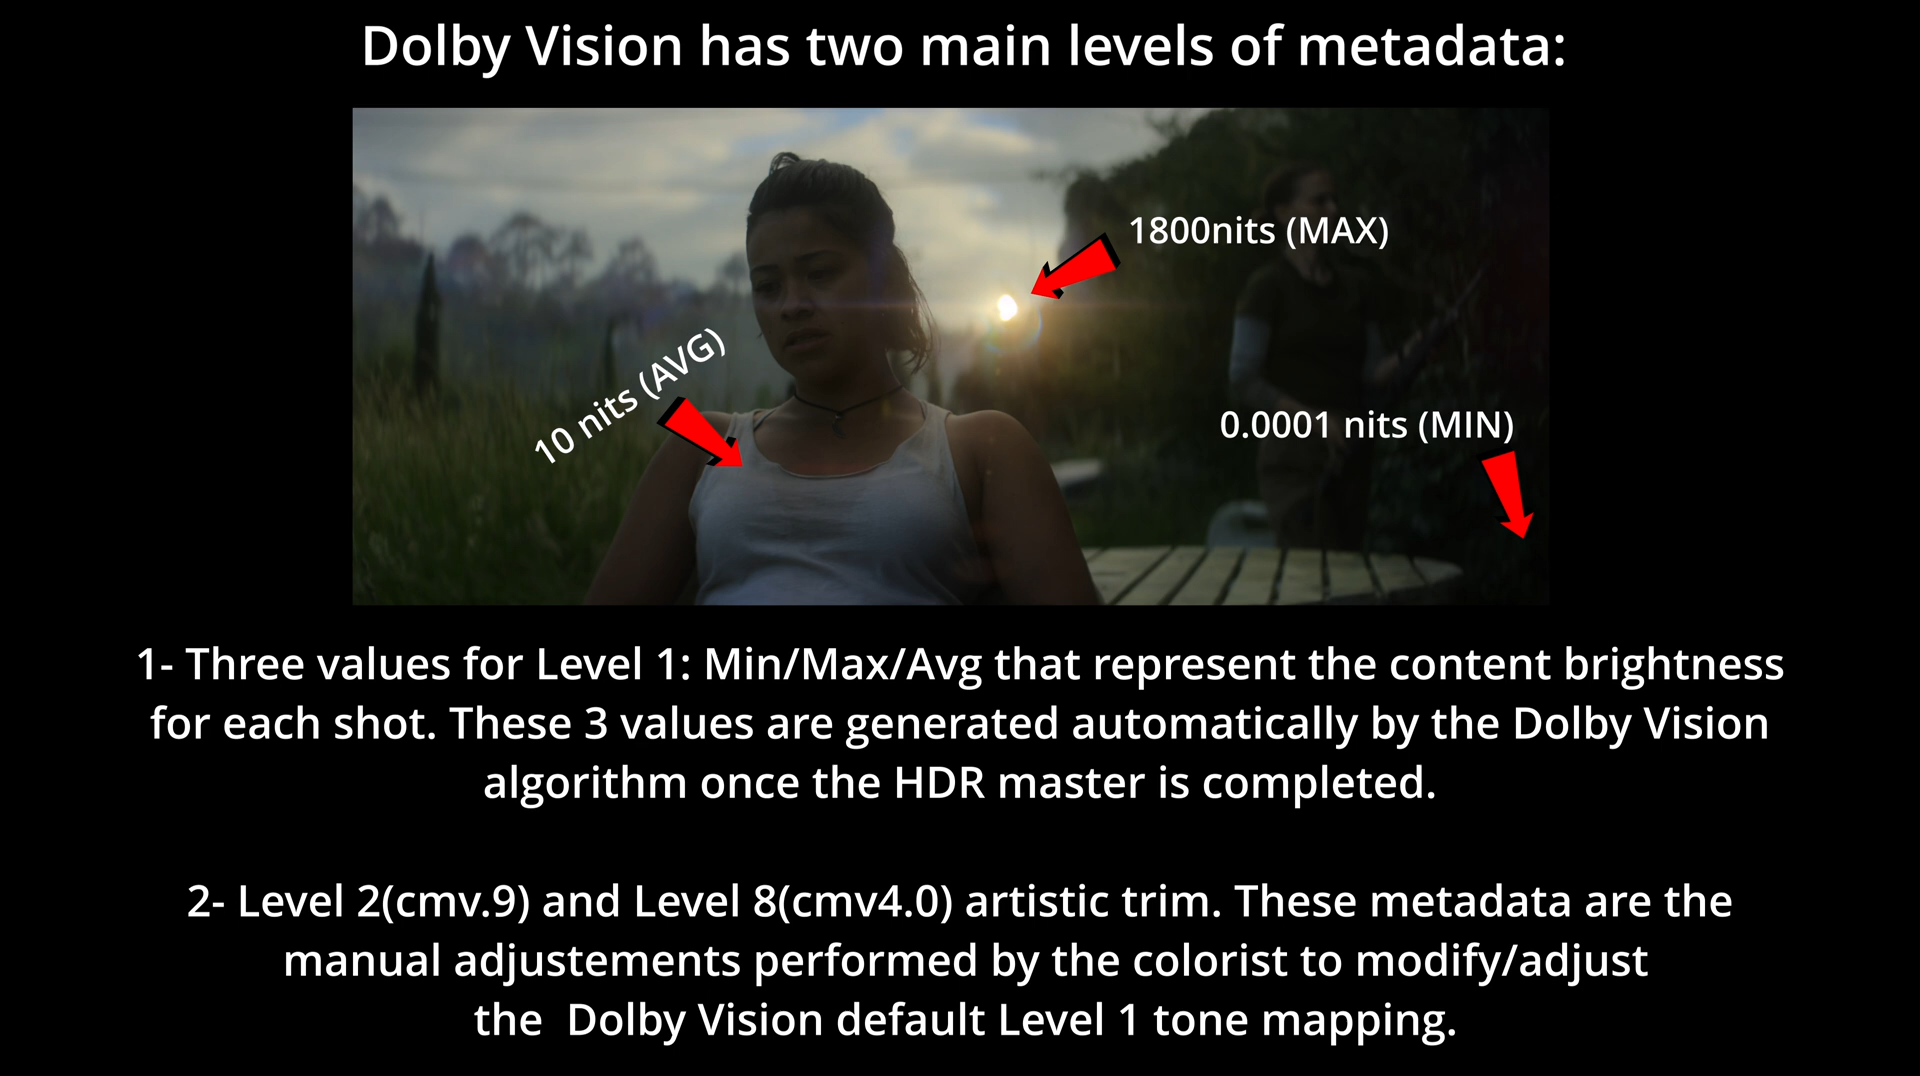 Dolby Vision has two main levels of metadata:
1800nits (MAX)
10 nits (AVG)
0.0001 nits (MIN)
1- Three values for Level 1: Min/Max/Avg that represent the content brightness
for each shot. These 3 values are generated automatically by the Dolby Vision
algorithm once the HDR master is completed.
2- Level 2(cmv.9) and Level 8(cmv4.0) artistic trim. These metadata are the
manual adjustements performed by the colorist to modify/adjust
the  Dolby Vision default Level 1 tone mapping.